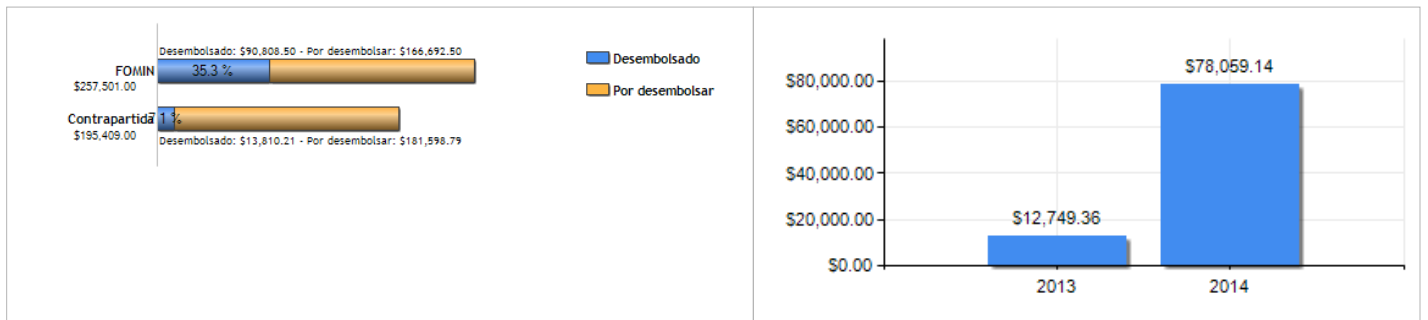 Desembolsado: $90,808.50 - Por desembolsar: $166,692.50
FOMIN
35.3 %
$257,501.00
Contrapartida
7.1 %
$195,409.00
Desembolsado: $13,810.21 - Por desembolsar: $181,598.79
Desembolsado
Por desembolsar
$80,000.00
$60,000.00
$40,000.00
$20,000.00
$0.00
$12,749.36
$78,059.14
2013
2014